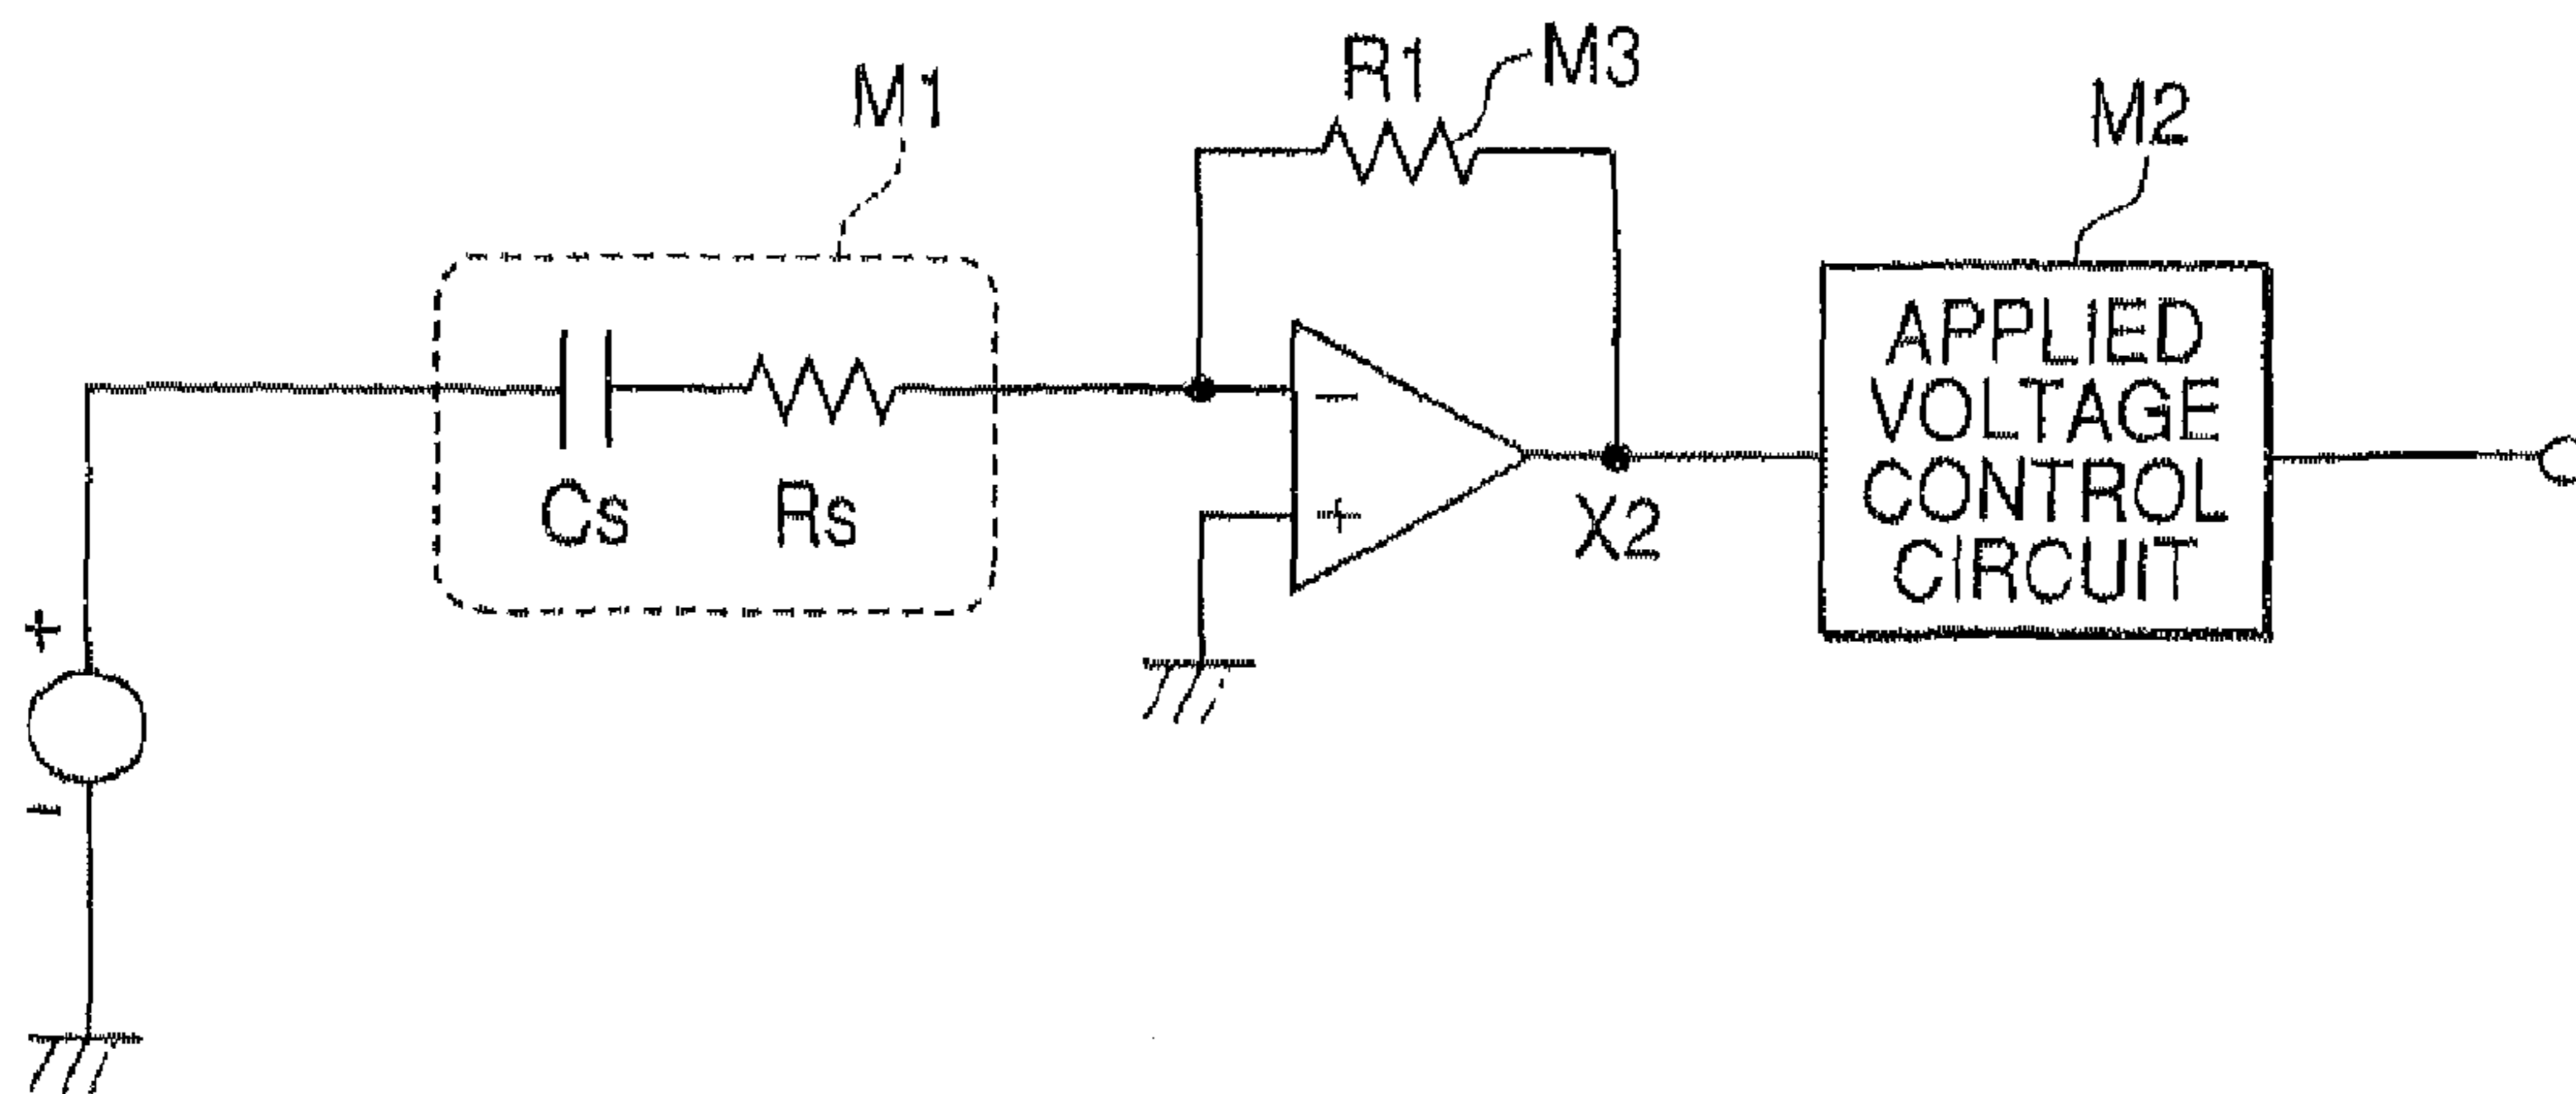 M1
R1
M3
M2
Cs
Rs
+
−
−
+
X2
APPLIED
VOLTAGE
CONTROL
CIRCUIT